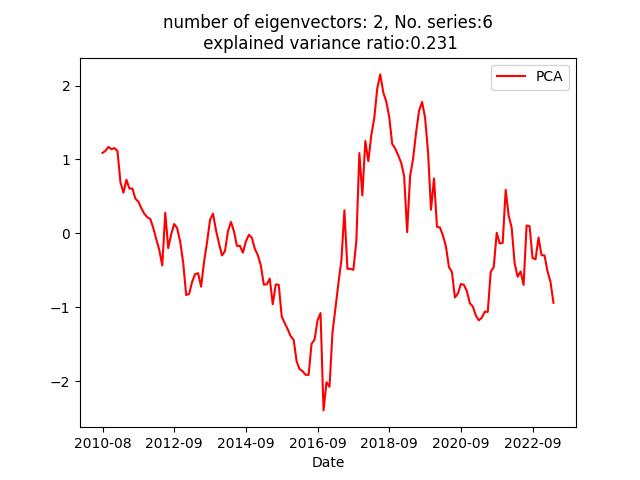 number of eigenvectors: 2, No. series:6
explained variance ratio:0.231
PCA
2
1
0
−1
−2
2010-08 2012-09 2014-09 2016-09 2018-09 2020-09 2022-09
Date